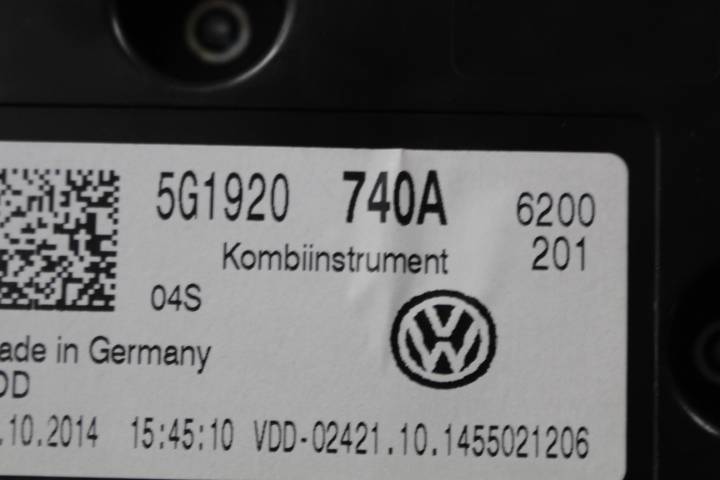 5G1920 740A 6200
Kombiinstrument 201
04S
ade in Germany
DD
.10.2014 15:45:10 VDD-02421.10.1455021206